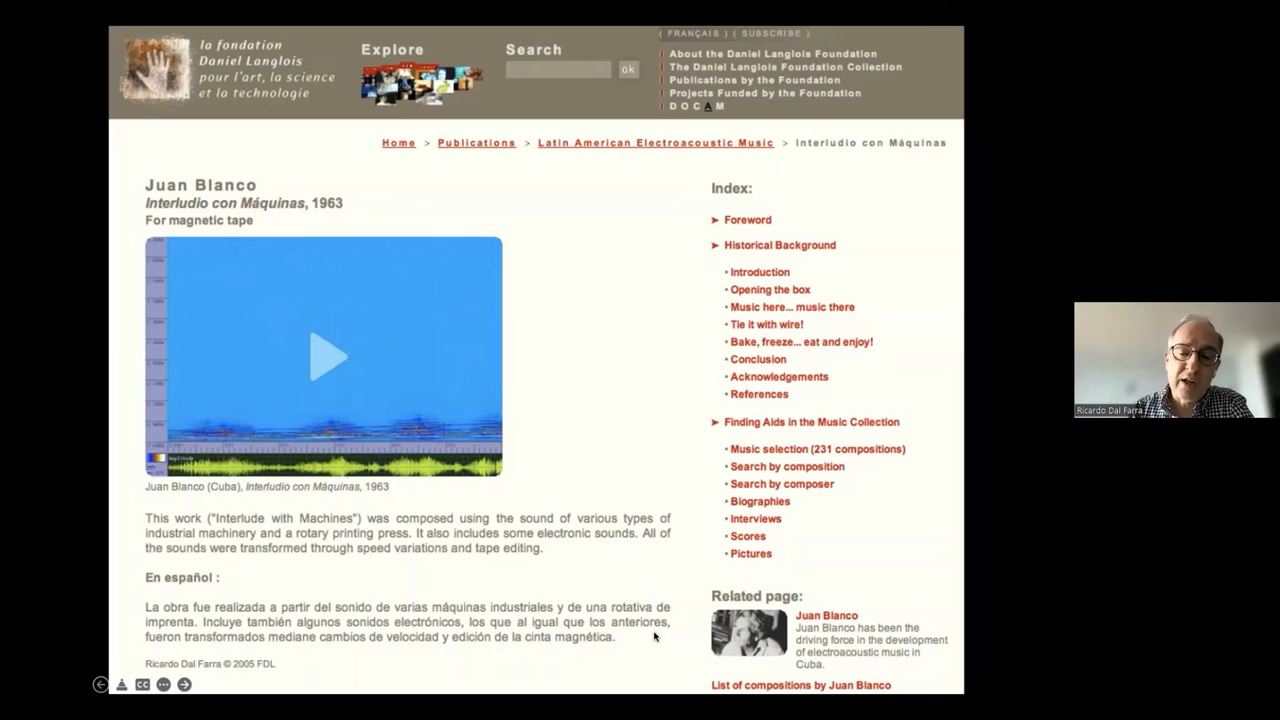 la fondation
Daniel Langlois
pour l'art, la science
et la technologie
Explore
Search
ok
( FRANÇAIS ) ( SUBSCRIBE )
About the Daniel Langlois Foundation
The Daniel Langlois Foundation Collection
Publications by the Foundation
Projects Funded by the Foundation
D O C A M
Home > Publications > Latin American Electroacoustic Music > Interludio con Máquinas
Juan Blanco
Interludio con Máquinas, 1963
For magnetic tape
Juan Blanco (Cuba), Interludio con Máquinas, 1963
This work ("Interlude with Machines") was composed using the sound of various types of
industrial machinery and a rotary printing press. It also includes some electronic sounds. All of
the sounds were transformed through speed variations and tape editing.
En español :
La obra fue realizada a partir del sonido de varias máquinas industriales y de una rotativa de
imprenta. Incluye también algunos sonidos electrónicos, los que al igual que los anteriores,
fueron transformados mediane cambios de velocidad y edición de la cinta magnética.
Ricardo Dal Farra © 2005 FDL
CC
Index:
Foreword
Historical Background
Introduction
Opening the box
Music here... music there
Tie it with wire!
Bake, freeze... eat and enjoy!
Conclusion
Acknowledgements
References
Finding Aids in the Music Collection
Music selection (231 compositions)
Search by composition
Search by composer
Biographies
Interviews
Scores
Pictures
Related page:
Juan Blanco
Juan Blanco has been the
driving force in the development
of electroacoustic music in
Cuba.
List of compositions by Juan Blanco
Ricardo Dal Farra